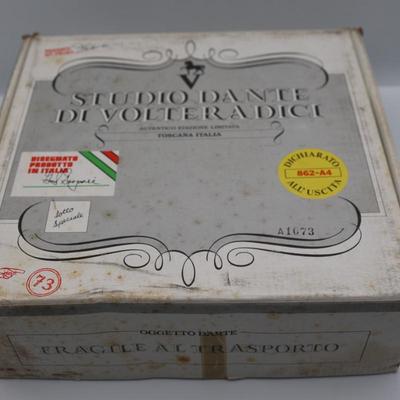 STUDIO DANTE
DI VOLTERADICI
AUTENTICO EDIZIONE LIMITATA
TOSCANA ITALIA
DISEGNATO
PRODOTTO
IN ITALIA
DICHIARATO
862-A4
ALL'USCITA
lotto
speciale
A1673
73
OGGETTO D'ARTE
FRAGILE AL TRASPORTO